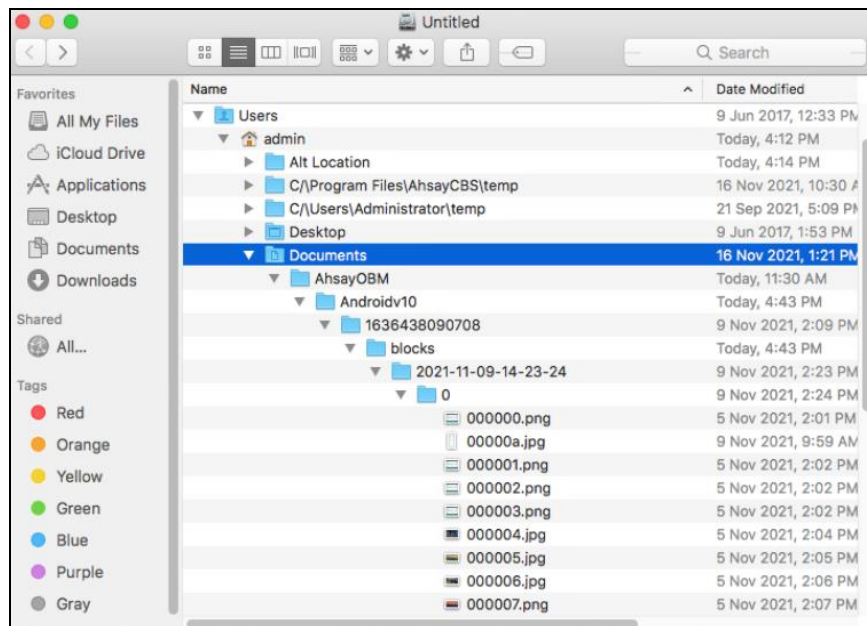 Untitled
Search
Favorites
All My Files
iCloud Drive
Applications
Desktop
Documents
Downloads
Shared
All...
Tags
Red
Orange
Yellow
Green
Blue
Purple
Gray
Name Date Modified
Users 9 Jun 2017, 12:33 PM
admin Today, 4:12 PM
Alt Location Today, 4:14 PM
C/\Program Files\AhsayCBS\temp 16 Nov 2021, 10:30 A
C/\Users\Administrator\temp 21 Sep 2021, 5:09 PM
Desktop 9 Jun 2017, 1:53 PM
Documents 16 Nov 2021, 1:21 PM
AhsayOBM Today, 11:30 AM
Androidv10 Today, 4:43 PM
1636438090708 9 Nov 2021, 2:09 PM
blocks Today, 4:43 PM
2021-11-09-14-23-24 9 Nov 2021, 2:23 PM
0 9 Nov 2021, 2:24 PM
000000.png 5 Nov 2021, 2:01 PM
00000a.jpg 9 Nov 2021, 9:59 AM
000001.png 5 Nov 2021, 2:02 PM
000002.png 5 Nov 2021, 2:02 PM
000003.png 5 Nov 2021, 2:02 PM
000004.jpg 5 Nov 2021, 2:04 PM
000005.jpg 5 Nov 2021, 2:05 PM
000006.jpg 5 Nov 2021, 2:06 PM
000007.png 5 Nov 2021, 2:07 PM